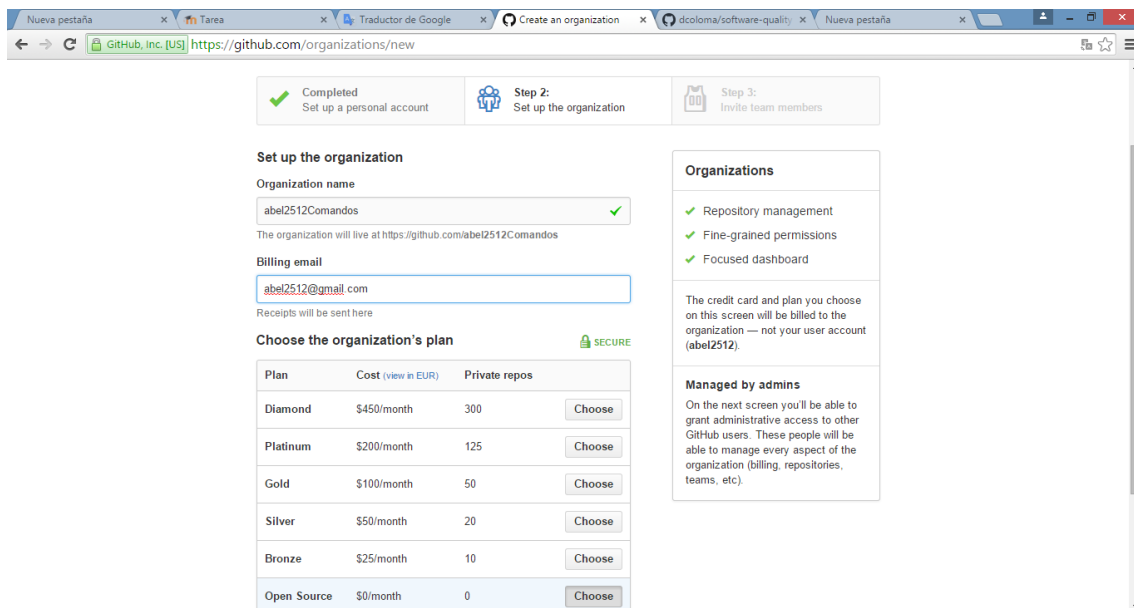 Nueva pestaña
Tarea
Traductor de Google
Create an organization
dcoloma/software-quality
Nueva pestaña
GitHub, Inc. [US] https://github.com/organizations/new
Completed
Set up a personal account
Step 2:
Set up the organization
Step 3:
Invite team members
Set up the organization
Organization name
abel2512Comandos
The organization will live at https://github.com/abel2512Comandos
Billing email
abel2512@gmail.com
Receipts will be sent here
Choose the organization's plan
SECURE
Plan Cost (view in EUR) Private repos
Diamond $450/month 300 Choose
Platinum $200/month 125 Choose
Gold $100/month 50 Choose
Silver $50/month 20 Choose
Bronze $25/month 10 Choose
Open Source $0/month 0 Choose
Organizations
Repository management
Fine-grained permissions
Focused dashboard
The credit card and plan you choose
on this screen will be billed to the
organization — not your user account
(abel2512).
Managed by admins
On the next screen you'll be able to
grant administrative access to other
GitHub users. These people will be
able to manage every aspect of the
organization (billing, repositories,
teams, etc).